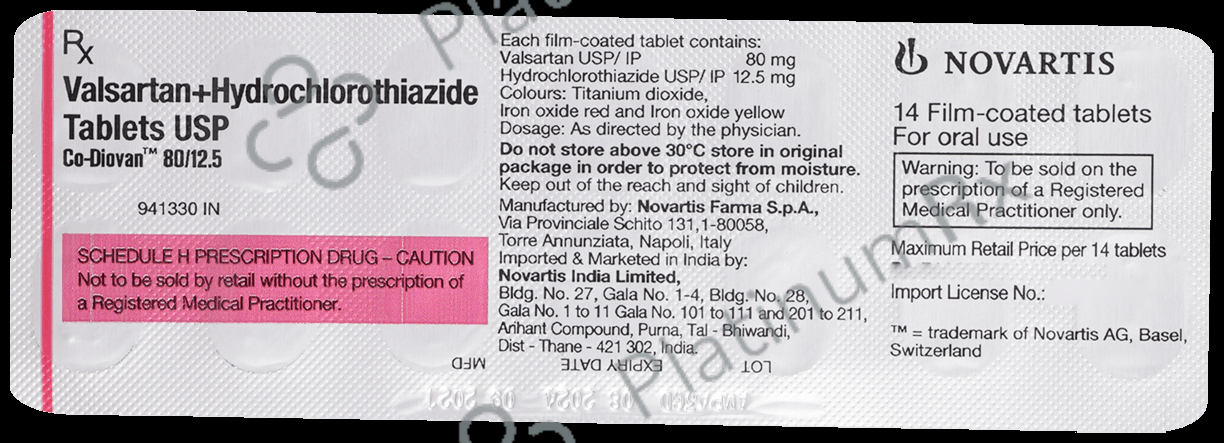 Rx
Valsartan+Hydrochlorothiazide
Tablets USP
Co-Diovan™ 80/12.5
941330 IN
SCHEDULE H PRESCRIPTION DRUG – CAUTION
Not to be sold by retail without the prescription of
a Registered Medical Practitioner.
Each film-coated tablet contains:
Valsartan USP/ IP 80 mg
Hydrochlorothiazide USP/ IP 12.5 mg
Colours: Titanium dioxide,
Iron oxide red and Iron oxide yellow
Dosage: As directed by the physician.
Do not store above 30°C store in original
package in order to protect from moisture.
Keep out of the reach and sight of children.
Manufactured by: Novartis Farma S.p.A.,
Via Provinciale Schito 131,1-80058,
Torre Annunziata, Napoli, Italy
Imported & Marketed in India by:
Novartis India Limited,
Bldg. No. 27, Gala No. 1-4, Bldg. No. 28,
Gala No. 1 to 11 Gala No. 101 to 111 and 201 to 211,
Arihant Compound, Purna, Tal - Bhiwandi,
Dist - Thane - 421 302, India.
LOT EXPIRY DATE MFD
08 2024 09 2021
NOVARTIS
14 Film-coated tablets
For oral use
Warning: To be sold on the
prescription of a Registered
Medical Practitioner only.
Maximum Retail Price per 14 tablets
Import License No.:
™ = trademark of Novartis AG, Basel,
Switzerland
PlatinumRx